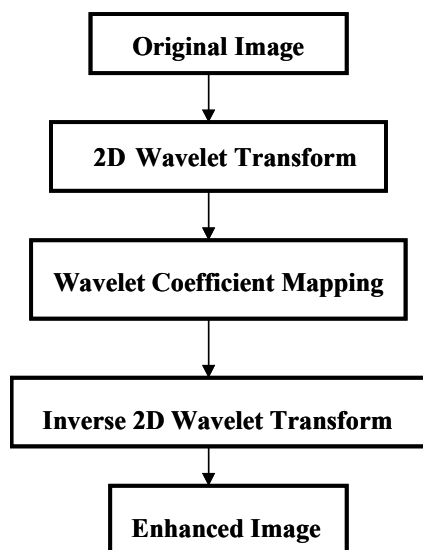 Original Image
2D Wavelet Transform
Wavelet Coefficient Mapping
Inverse 2D Wavelet Transform
Enhanced Image